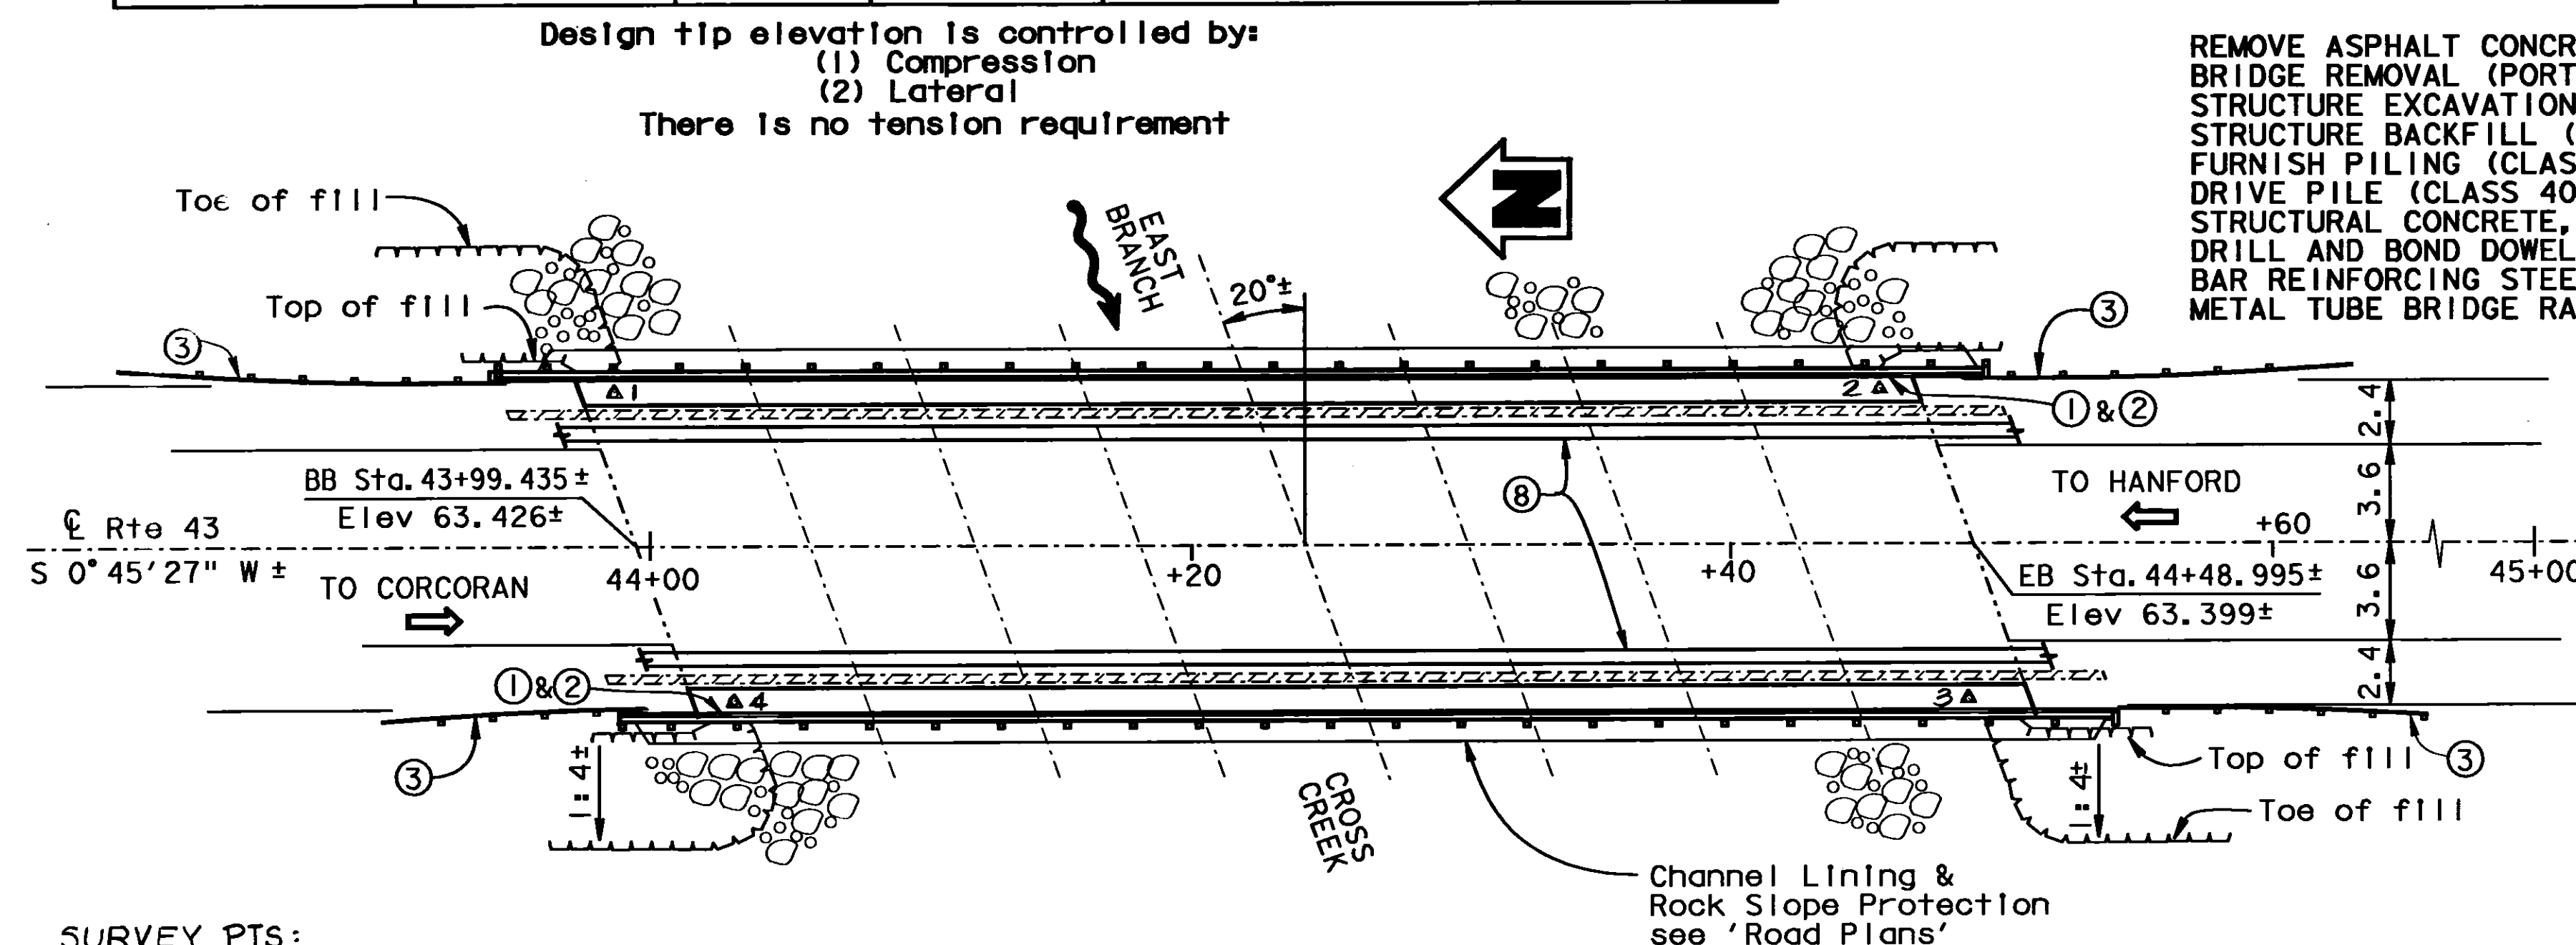 Design tip elevation is controlled by:
(1) Compression
(2) Lateral
There is no tension requirement
REMOVE ASPHALT CONCR
BRIDGE REMOVAL (PORT
STRUCTURE EXCAVATION
STRUCTURE BACKFILL (
FURNISH PILING (CLAS
DRIVE PILE (CLASS 40
STRUCTURAL CONCRETE,
DRILL AND BOND DOWEL
BAR REINFORCING STEE
METAL TUBE BRIDGE RA
N
Toe of fill
EAST
BRANCH
20°±
Top of fill
3
3
1
2
1 & 2
2.4
BB Sta. 43+99.435±
Elev 63.426±
8
TO HANFORD
3.6
℄ Rte 43
S 0°45'27" W ±
44+00
+20
+40
+60
45+00
TO CORCORAN
EB Sta. 44+48.995±
Elev 63.399±
3.6
1 & 2
4
3
2.4
3
1:4±
CROSS
CREEK
1:4±
Top of fill
3
Toe of fill
Channel Lining &
Rock Slope Protection
see 'Road Plans'
SURVEY PTS: